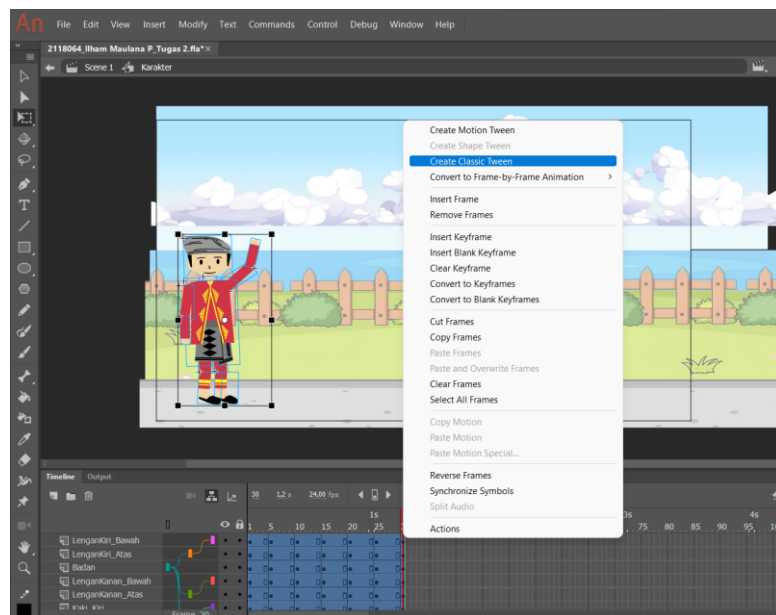 An File Edit View Insert Modify Text Commands Control Debug Window Help
2118064_Ilham Maulana P_Tugas 2.fla*×
Scene 1 Karakter
Create Motion Tween
Create Shape Tween
Create Classic Tween
Convert to Frame-by-Frame Animation
Insert Frame
Remove Frames
Insert Keyframe
Insert Blank Keyframe
Clear Keyframe
Convert to Keyframes
Convert to Blank Keyframes
Cut Frames
Copy Frames
Paste Frames
Paste and Overwrite Frames
Clear Frames
Select All Frames
Copy Motion
Paste Motion
Paste Motion Special...
Reverse Frames
Synchronize Symbols
Split Audio
Actions
Timeline Output
30 1,2 s 24,00 fps
1s 3s 4s
1 5 10 15 20 25 75 80 85 90 95
LenganKiri_Bawah
LenganKiri_Atas
Badan
LenganKanan_Bawah
LenganKanan_Atas
Kaki_Kiri